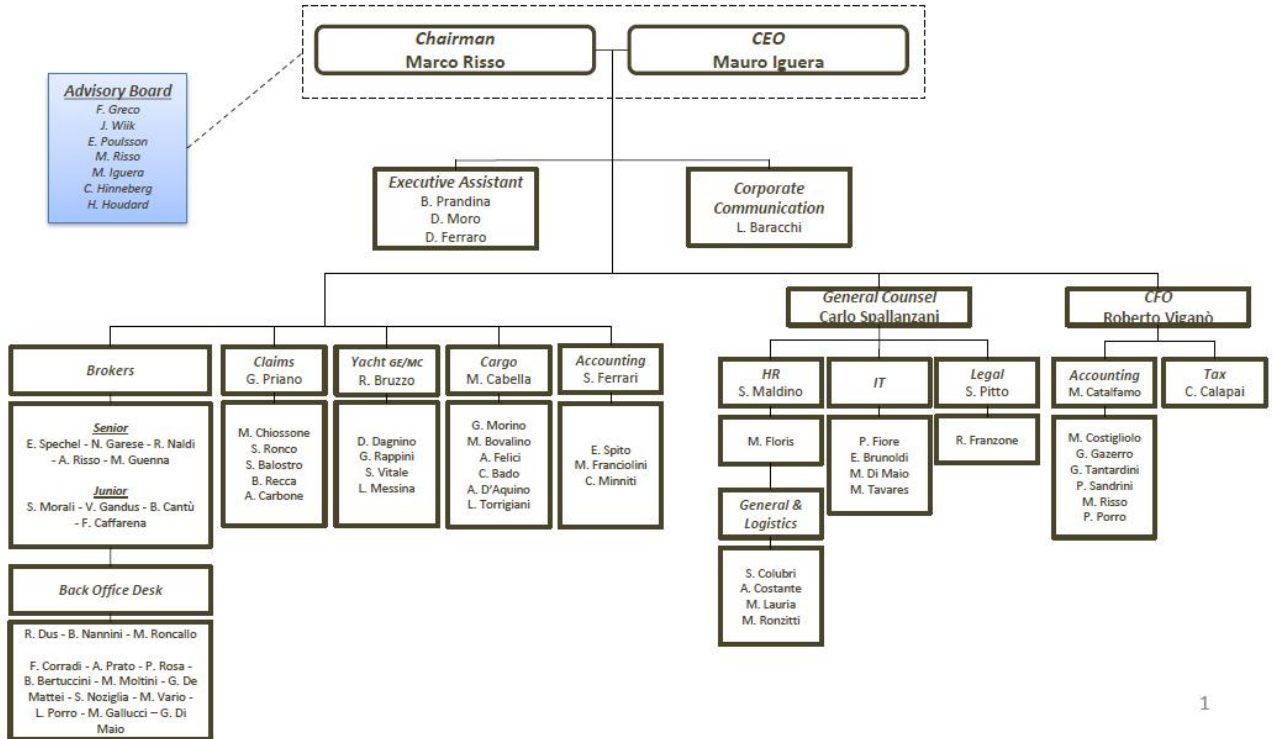 Chairman
Marco Risso
CEO
Mauro Iguera
Advisory Board
F. Greco
J. Wiik
E. Poulsson
M. Risso
M. Iguera
C. Hinneberg
H. Houdard
Executive Assistant
B. Prandina
D. Moro
D. Ferraro
Corporate
Communication
L. Baracchi
General Counsel
Carlo Spallanzani
CFO
Roberto Viganò
Brokers
Claims
G. Priano
Yacht GE/MC
R. Bruzzo
Cargo
M. Cabella
Accounting
S. Ferrari
HR
S. Maldino
IT
Legal
S. Pitto
Accounting
M. Catalfamo
Tax
C. Calapai
Senior
E. Spechel - N. Garese - R. Naldi
- A. Risso - M. Guenna
Junior
S. Morali - V. Gandus - B. Cantù
- F. Caffarena
M. Chiossone
S. Ronco
S. Balostro
B. Recca
A. Carbone
D. Dagnino
G. Rappini
S. Vitale
L. Messina
G. Morino
M. Bovalino
A. Felici
C. Bado
A. D'Aquino
L. Torrigiani
E. Spito
M. Franciolini
C. Minniti
M. Floris
P. Fiore
E. Brunoldi
M. Di Maio
M. Tavares
R. Franzone
M. Costigliolo
G. Gazerro
G. Tantardini
P. Sandrini
M. Risso
P. Porro
General &
Logistics
S. Colubri
A. Costante
M. Lauria
M. Ronzitti
Back Office Desk
R. Dus - B. Nannini - M. Roncallo
F. Corradi - A. Prato - P. Rosa -
B. Bertuccini - M. Moltini - G. De
Mattei - S. Noziglia - M. Vario -
L. Porro - M. Gallucci – G. Di
Maio
1